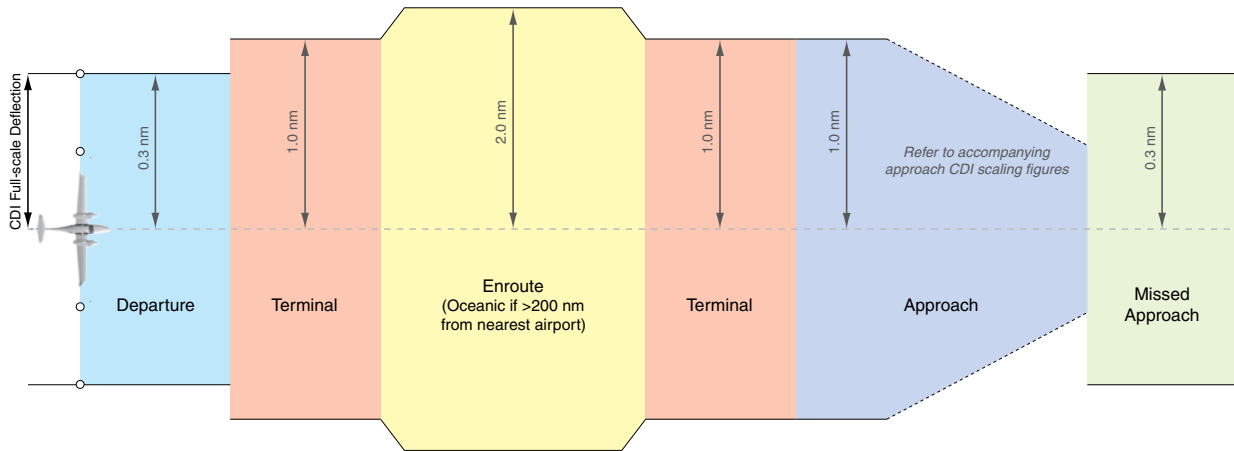 CDI Full-scale Deflection
0.3 nm
1.0 nm
2.0 nm
1.0 nm
1.0 nm
0.3 nm
Refer to accompanying
approach CDI scaling figures
Departure
Terminal
Enroute
(Oceanic if >200 nm
from nearest airport)
Terminal
Approach
Missed
Approach